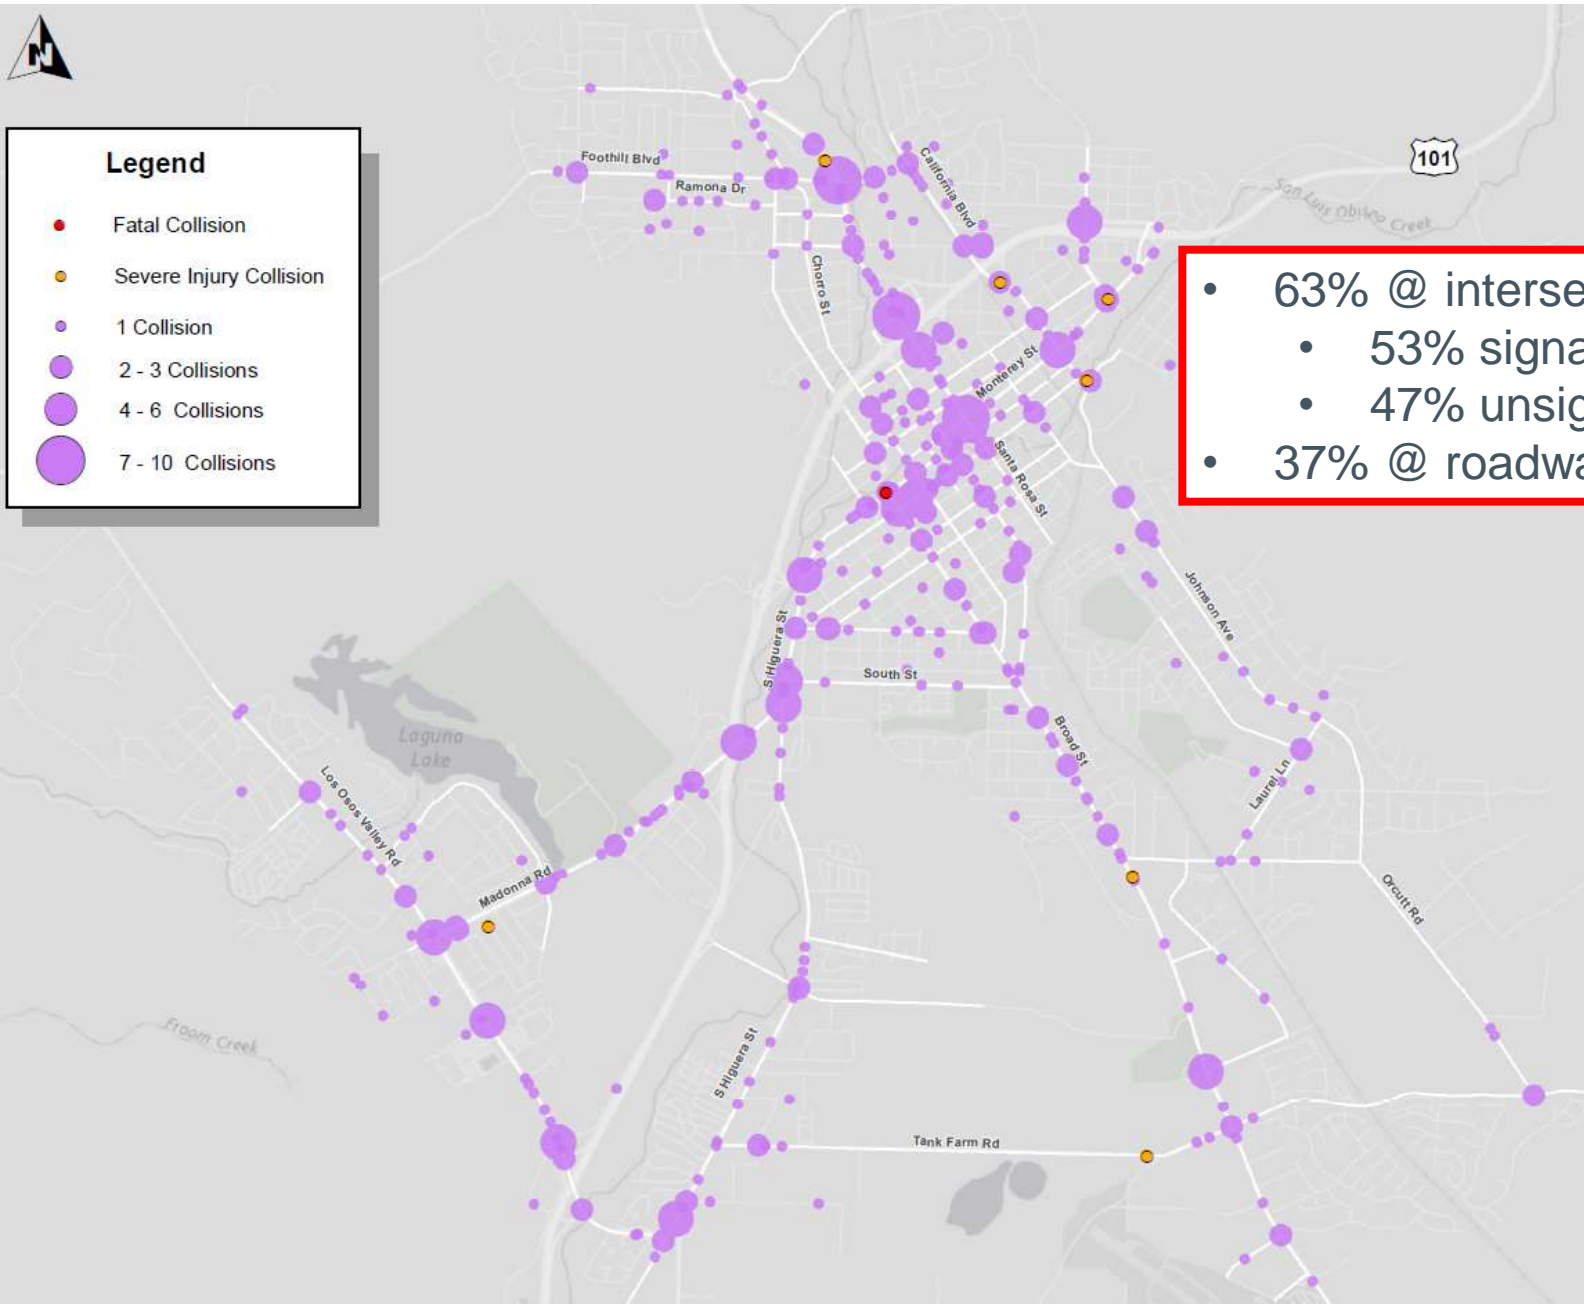 N
Legend
Fatal Collision
Severe Injury Collision
1 Collision
2 - 3 Collisions
4 - 6 Collisions
7 - 10 Collisions
101
San Luis Obispo Creek
• 63% @ interse
• 53% signa
• 47% unsig
• 37% @ roadwa
Foothill Blvd
Ramona Dr
California Blvd
Chorro St
Monterey St
Santa Rosa St
Johnson Ave
S Higuera St
South St
Broad St
Laurel Ln
Laguna
Lake
Los Osos Valley Rd
Madonna Rd
Orcutt Rd
Froom Creek
S Higuera St
Tank Farm Rd